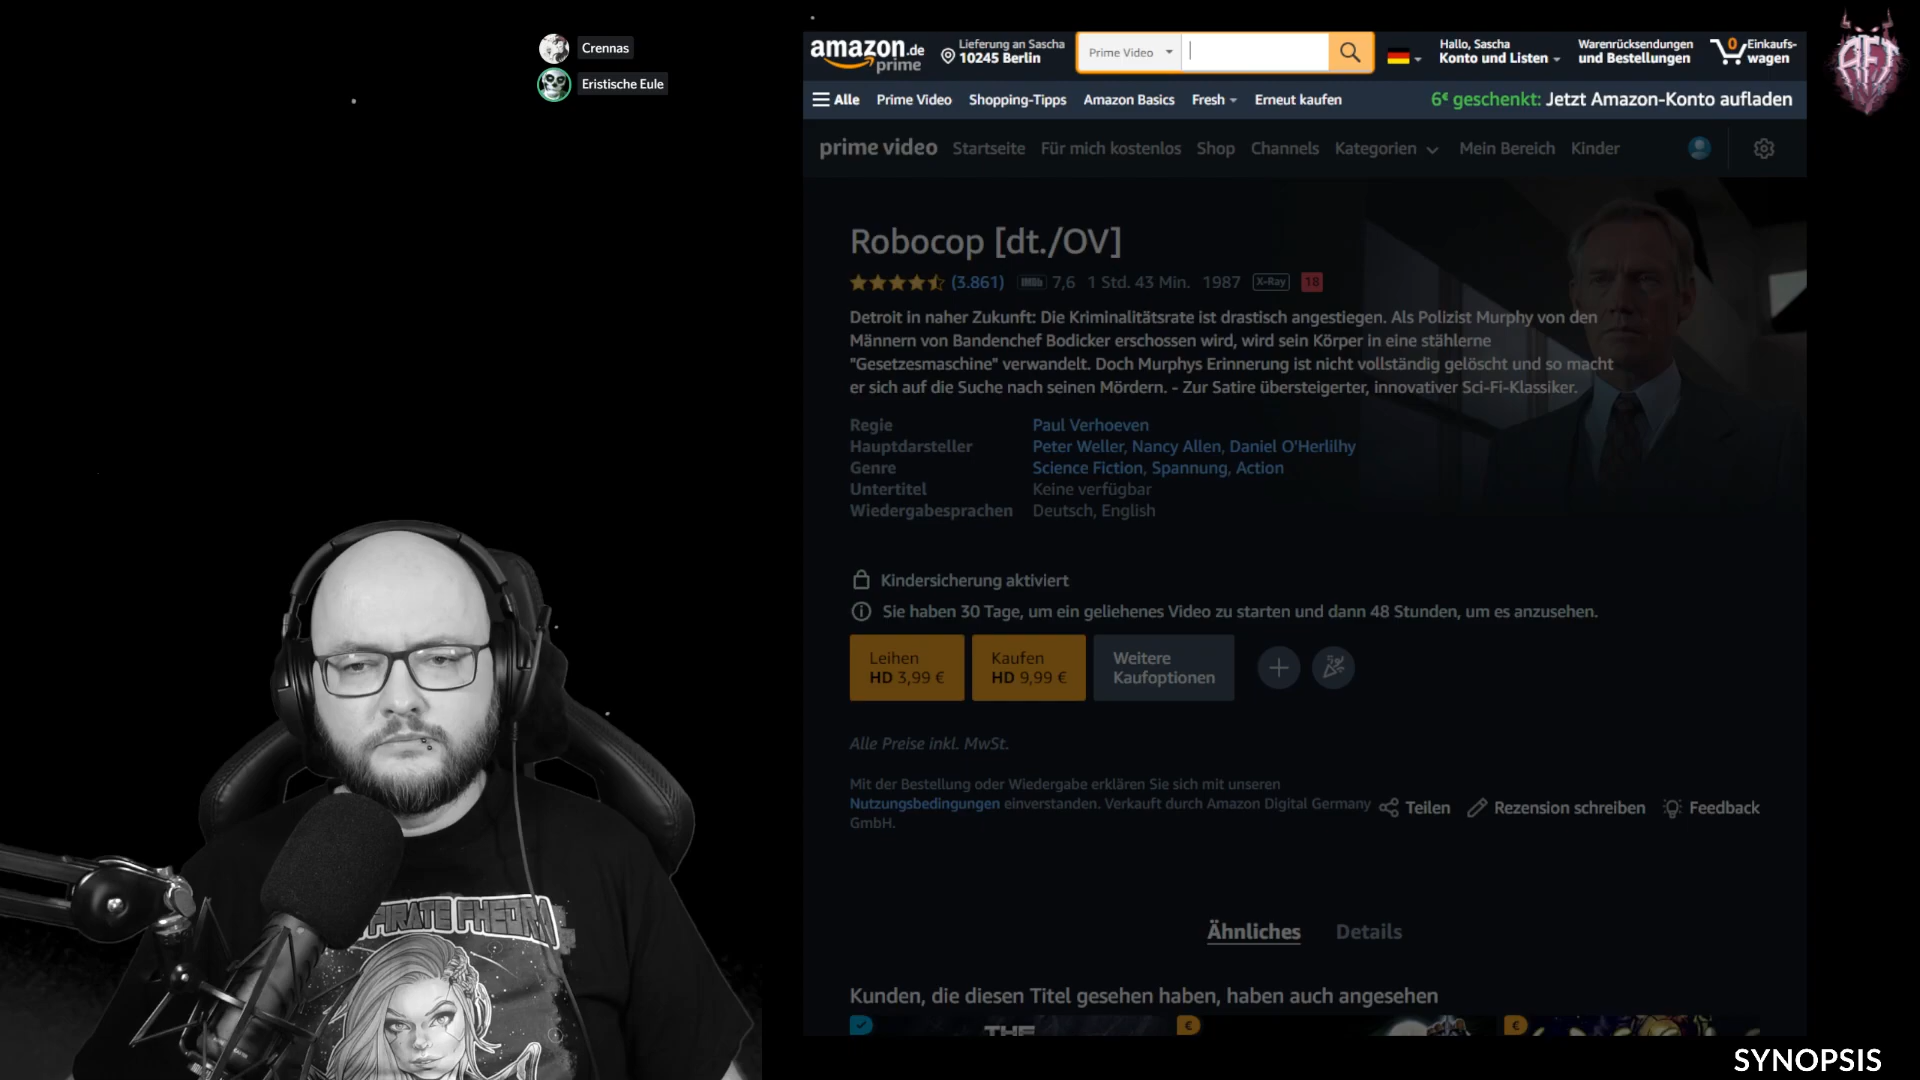 Crennas
Eristische Eule
amazon.de
prime
Lieferung an Sascha
10245 Berlin
Prime Video
Hallo, Sascha
Konto und Listen
Warenrücksendungen
und Bestellungen
0
Einkaufs-
wagen
Alle
Prime Video
Shopping-Tipps
Amazon Basics
Fresh
Erneut kaufen
6€ geschenkt: Jetzt Amazon-Konto aufladen
prime video
Startseite
Für mich kostenlos
Shop
Channels
Kategorien
Mein Bereich
Kinder
Robocop [dt./OV]
(3.861) IMDb 7,6 1 Std. 43 Min. 1987 X-Ray 18
Detroit in naher Zukunft: Die Kriminalitätsrate ist drastisch angestiegen. Als Polizist Murphy von den
Männern von Bandenchef Bodicker erschossen wird, wird sein Körper in eine stählerne
"Gesetzesmaschine" verwandelt. Doch Murphys Erinnerung ist nicht vollständig gelöscht und so macht
er sich auf die Suche nach seinen Mördern. - Zur Satire übersteigerter, innovativer Sci-Fi-Klassiker.
Regie Paul Verhoeven
Hauptdarsteller Peter Weller, Nancy Allen, Daniel O'Herlilhy
Genre Science Fiction, Spannung, Action
Untertitel Keine verfügbar
Wiedergabesprachen Deutsch, English
Kindersicherung aktiviert
Sie haben 30 Tage, um ein geliehenes Video zu starten und dann 48 Stunden, um es anzusehen.
Leihen
HD 3,99 €
Kaufen
HD 9,99 €
Weitere
Kaufoptionen
Alle Preise inkl. MwSt.
Mit der Bestellung oder Wiedergabe erklären Sie sich mit unseren
Nutzungsbedingungen einverstanden. Verkauft durch Amazon Digital Germany
GmbH.
Teilen
Rezension schreiben
Feedback
Ähnliches
Details
Kunden, die diesen Titel gesehen haben, haben auch angesehen
THE
SYNOPSIS